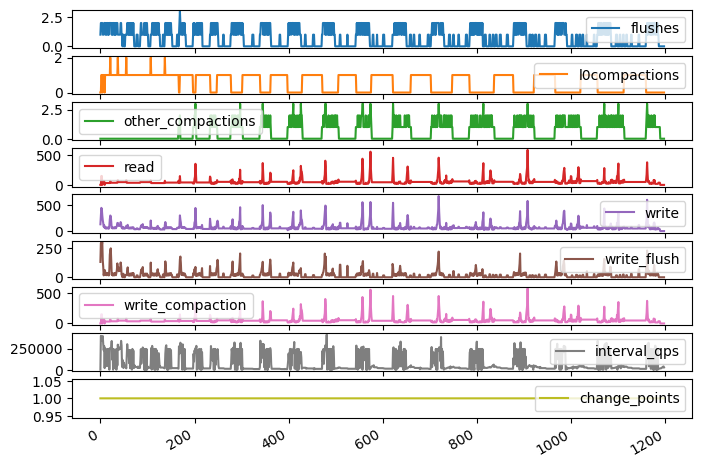 2.5
0.0
flushes
2
0
l0compactions
2.5
0.0
other_compactions
500
0
read
500
0
write
250
0
write_flush
500
0
write_compaction
250000
0
interval_qps
1.05
1.00
0.95
change_points
0
200
400
600
800
1000
1200